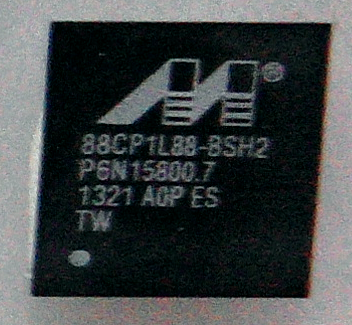 88CP1L88-BSH2
P6N15800.7
1321 A0P ES
TW